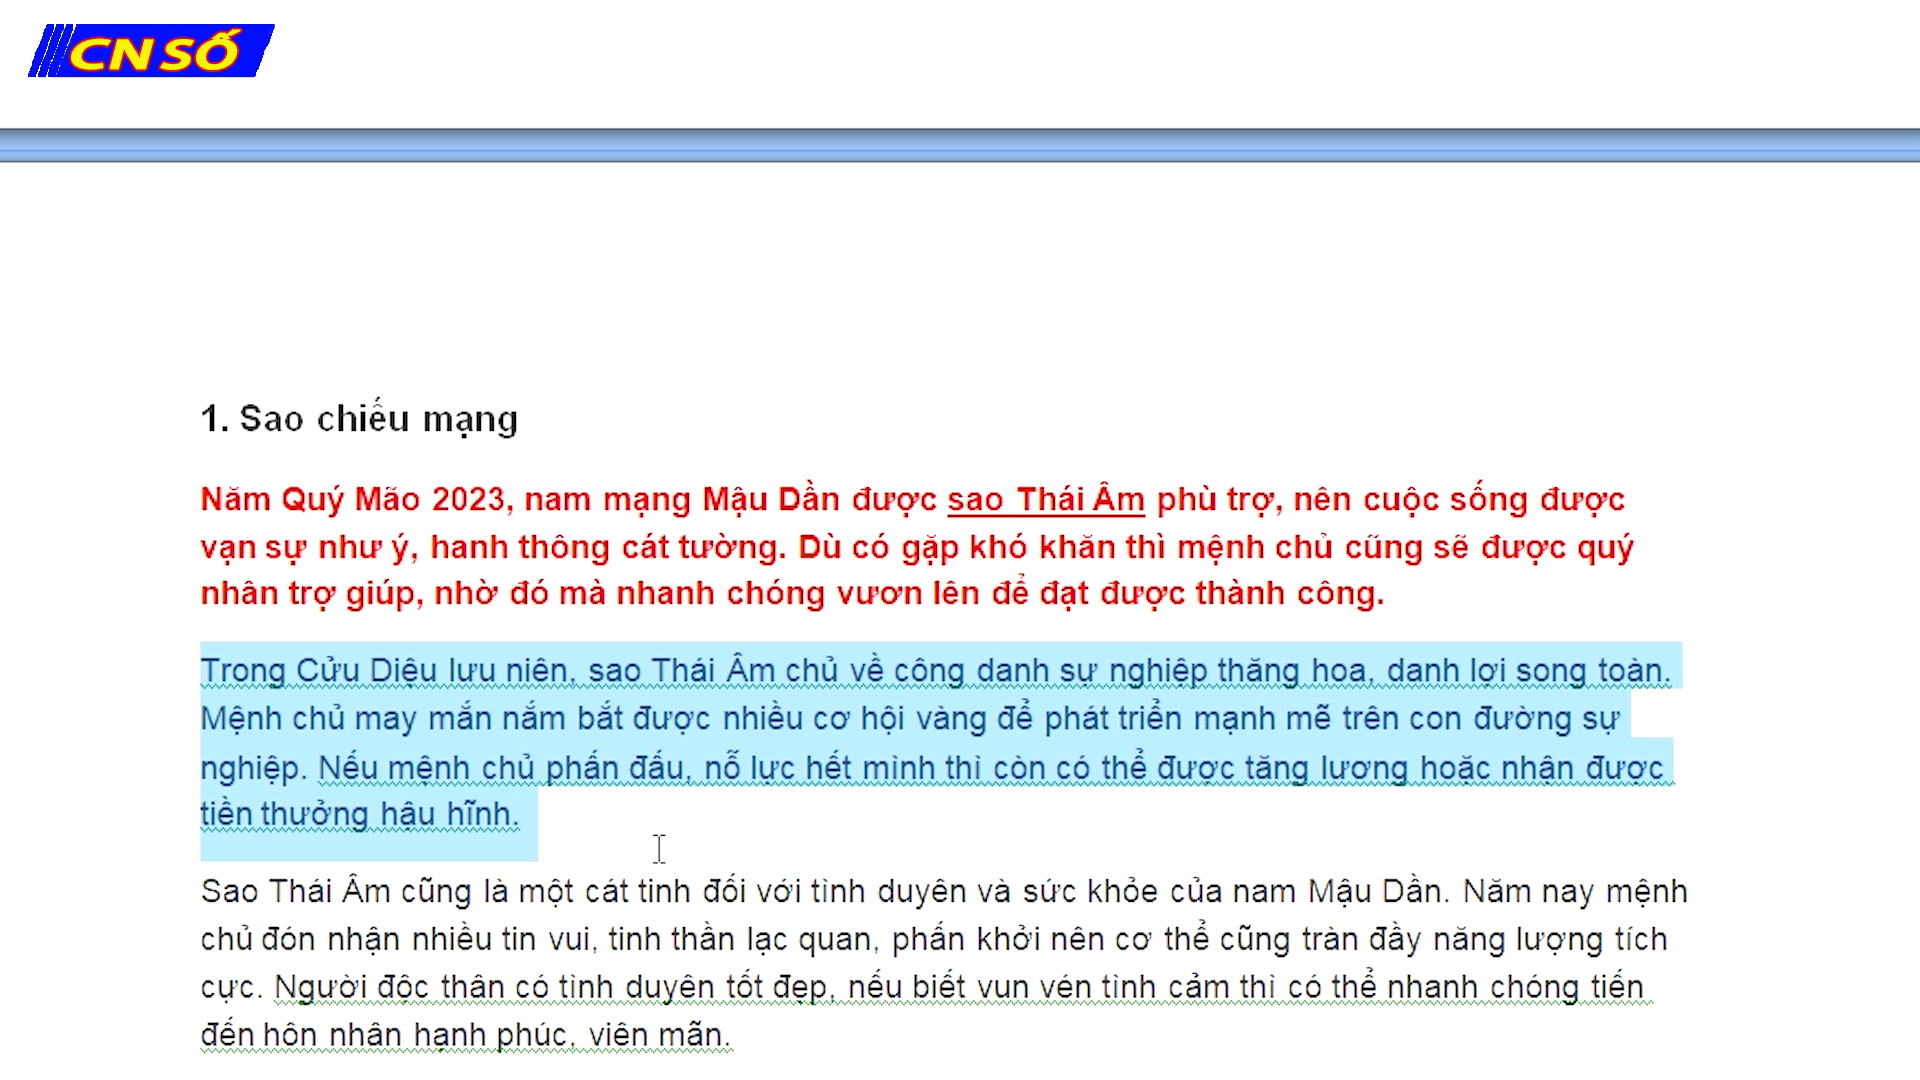 CN SỐ
1. Sao chiếu mạng
Năm Quý Mão 2023, nam mạng Mậu Dần được sao Thái Âm phù trợ, nên cuộc sống được
vạn sự như ý, hanh thông cát tường. Dù có gặp khó khăn thì mệnh chủ cũng sẽ được quý
nhân trợ giúp, nhờ đó mà nhanh chóng vươn lên để đạt được thành công.
Trong Cửu Diệu lưu niên, sao Thái Âm chủ về công danh sự nghiệp thăng hoa, danh lợi song toàn.
Mệnh chủ may mắn nắm bắt được nhiều cơ hội vàng để phát triển mạnh mẽ trên con đường sự
nghiệp. Nếu mệnh chủ phấn đấu, nỗ lực hết mình thì còn có thể được tăng lương hoặc nhận được
tiền thưởng hậu hĩnh.
Sao Thái Âm cũng là một cát tinh đối với tình duyên và sức khỏe của nam Mậu Dần. Năm nay mệnh
chủ đón nhận nhiều tin vui, tinh thần lạc quan, phấn khởi nên cơ thể cũng tràn đầy năng lượng tích
cực. Người độc thân có tình duyên tốt đẹp, nếu biết vun vén tình cảm thì có thể nhanh chóng tiến
đến hôn nhân hạnh phúc, viên mãn.